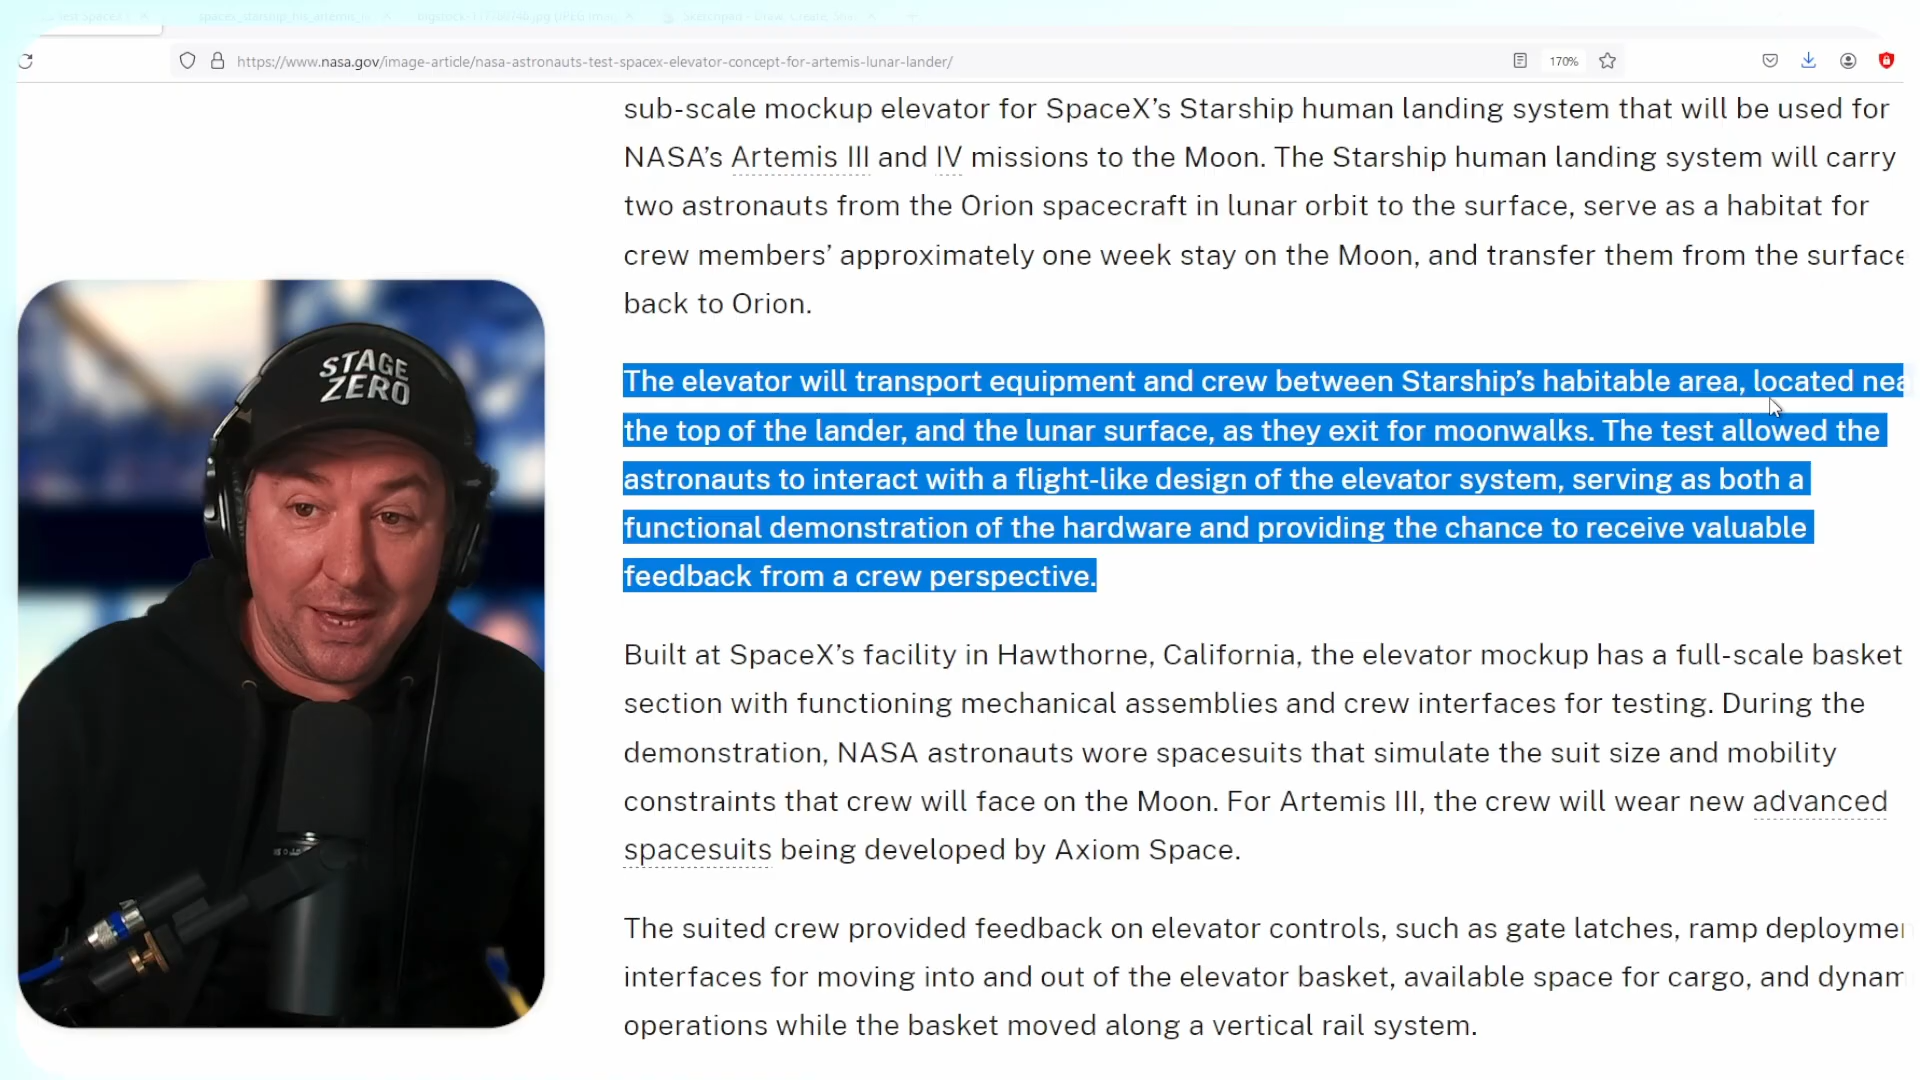 https://www.nasa.gov/image-article/nasa-astronauts-test-spacex-elevator-concept-for-artemis-lunar-lander/
170%
sub-scale mockup elevator for SpaceX’s Starship human landing system that will be used for
NASA’s Artemis III and IV missions to the Moon. The Starship human landing system will carry
two astronauts from the Orion spacecraft in lunar orbit to the surface, serve as a habitat for
crew members’ approximately one week stay on the Moon, and transfer them from the surface
back to Orion.
The elevator will transport equipment and crew between Starship’s habitable area, located nea
the top of the lander, and the lunar surface, as they exit for moonwalks. The test allowed the
astronauts to interact with a flight-like design of the elevator system, serving as both a
functional demonstration of the hardware and providing the chance to receive valuable
feedback from a crew perspective.
Built at SpaceX’s facility in Hawthorne, California, the elevator mockup has a full-scale basket
section with functioning mechanical assemblies and crew interfaces for testing. During the
demonstration, NASA astronauts wore spacesuits that simulate the suit size and mobility
constraints that crew will face on the Moon. For Artemis III, the crew will wear new advanced
spacesuits being developed by Axiom Space.
The suited crew provided feedback on elevator controls, such as gate latches, ramp deploymen
interfaces for moving into and out of the elevator basket, available space for cargo, and dynam
operations while the basket moved along a vertical rail system.
STAGE
ZERO